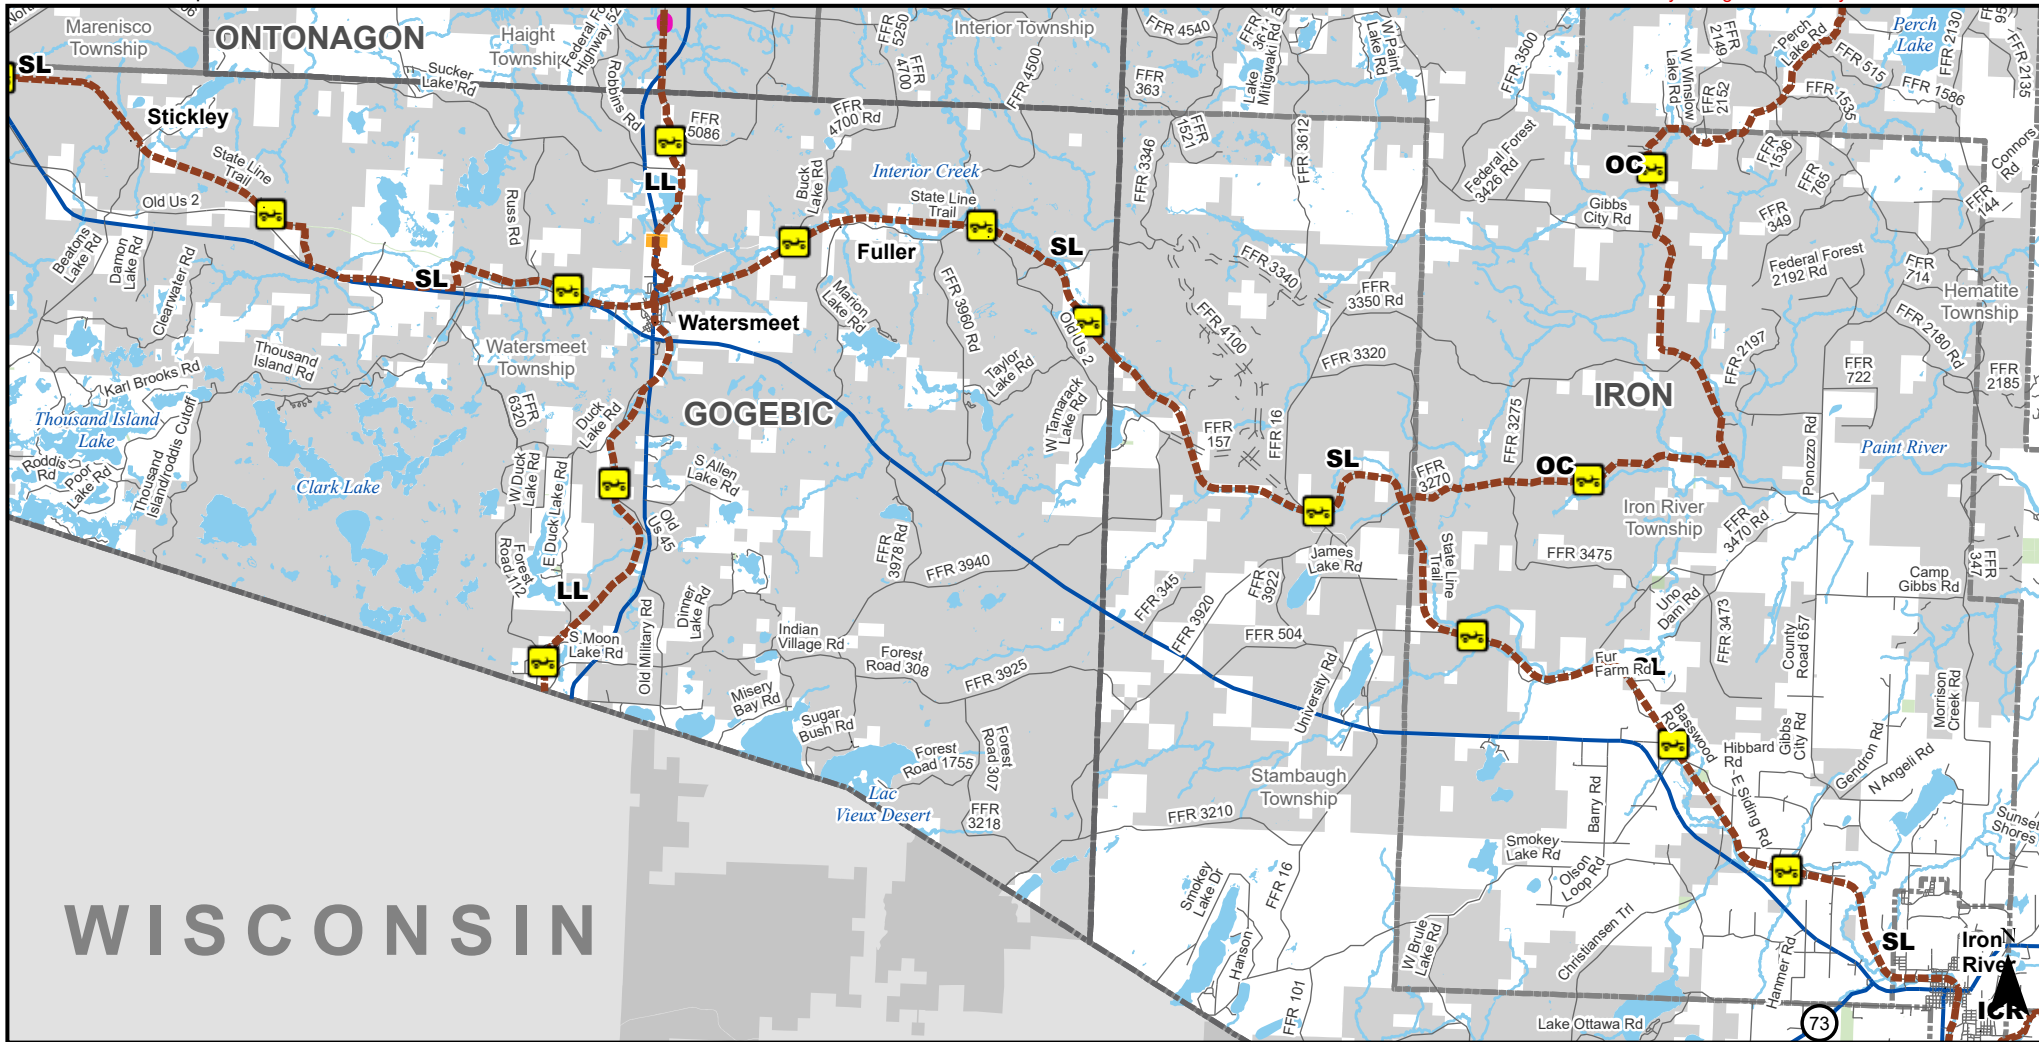 Marenisco
Township
ONTONAGON
Haight
Township
Federal Fo
Highway 52
FFR
5250
Interior Township
FFR 4540
Lake
Mitigwaki Rd
W Paint
Lake Rd
FFR 3500
FFR
2148
W Winslow
Lake Rd
Perch
Lake Rd
Perch
Lake
FFR 2130
FFR 2135
SL
Sucker
Lake Rd
Robbins Rd
FFR
4700
FFR 4500
FFR
363
FFR 515
FFR 1586
FFR
2152
FFR 1535
Stickley
FFR
5086
FFR
4700 Rd
FFR
1521
FFR 3346
FFR 3612
Federal Forest
3426 Rd
FFR
1536
FFR
765
Connors
Rd
State Line
Trail
LL
Buck
Lake Rd
Interior Creek
OC
Old Us 2
Russ Rd
State Line
Trail
Gibbs
City Rd
FFR
349
FFR
144
Beatons
Lake Rd
Damon
Lake Rd
Clearwater Rd
SL
Fuller
SL
FFR 3340
FFR
3350 Rd
Federal Forest
2192 Rd
FFR
714
Hematite
Township
Marion
Lake Rd
FFR 3960 Rd
Old Us 2
FFR 4100
Watersmeet
Watersmeet
Township
Thousand
Island Rd
Karl Brooks Rd
Taylor
Lake Rd
FFR 3320
FFR 2197
FFR
722
FFR 2180 Rd
FFR
2185
Thousand Island
Lake
Thousand
Island/roddis Cutoff
FFR
6320
Duck
Lake Rd
GOGEBIC
W Tamarack
Lake Rd
FFR
157
FFR 16
FFR 3275
IRON
Roddis
Rd
Poor
Lake Rd
Clark Lake
W Duck
Lake Rd
E Duck Lake Rd
S Allen
Lake Rd
SL
FFR
3270
OC
Ponozzo Rd
Paint River
Old
Us 45
Iron River
Township
FFR
3470 Rd
Forest
Road 112
FFR
3978 Rd
FFR 3940
James
Lake Rd
State Line
Trail
FFR 3475
FFR
347
Camp
Gibbs Rd
LL
FFR 345
FFR
3922
FFR 3920
Uno
Dam Rd
FFR 3473
Dinner
Lake Rd
Old Military Rd
S Moon
Lake Rd
Indian
Village Rd
FFR 504
County
Road 657
Forest
Road 308
FFR 3925
University Rd
Fur
Farm Rd
SL
Misery
Bay Rd
Sugar
Bush Rd
Basswood
Rd
Gibbs
City Rd
Morrison
Creek Rd
Forest
Road 307
Forest
Road 1755
Hibbard
Rd
Gendron Rd
N Angeli Rd
Stambaugh
Township
Lac
Vieux Desert
FFR
3218
FFR 3210
Barry Rd
E Siding Rd
Sunset
Shores
Smokey
Lake Rd
Olson
Loop Rd
Smokey
Lake Dr
FFR 16
WISCONSIN
W Brule
Lake Rd
Christiansen Trl
Hanson
Hanmer Rd
SL
Iron
River
N
FFR 101
Lake Ottawa Rd
73
ICR